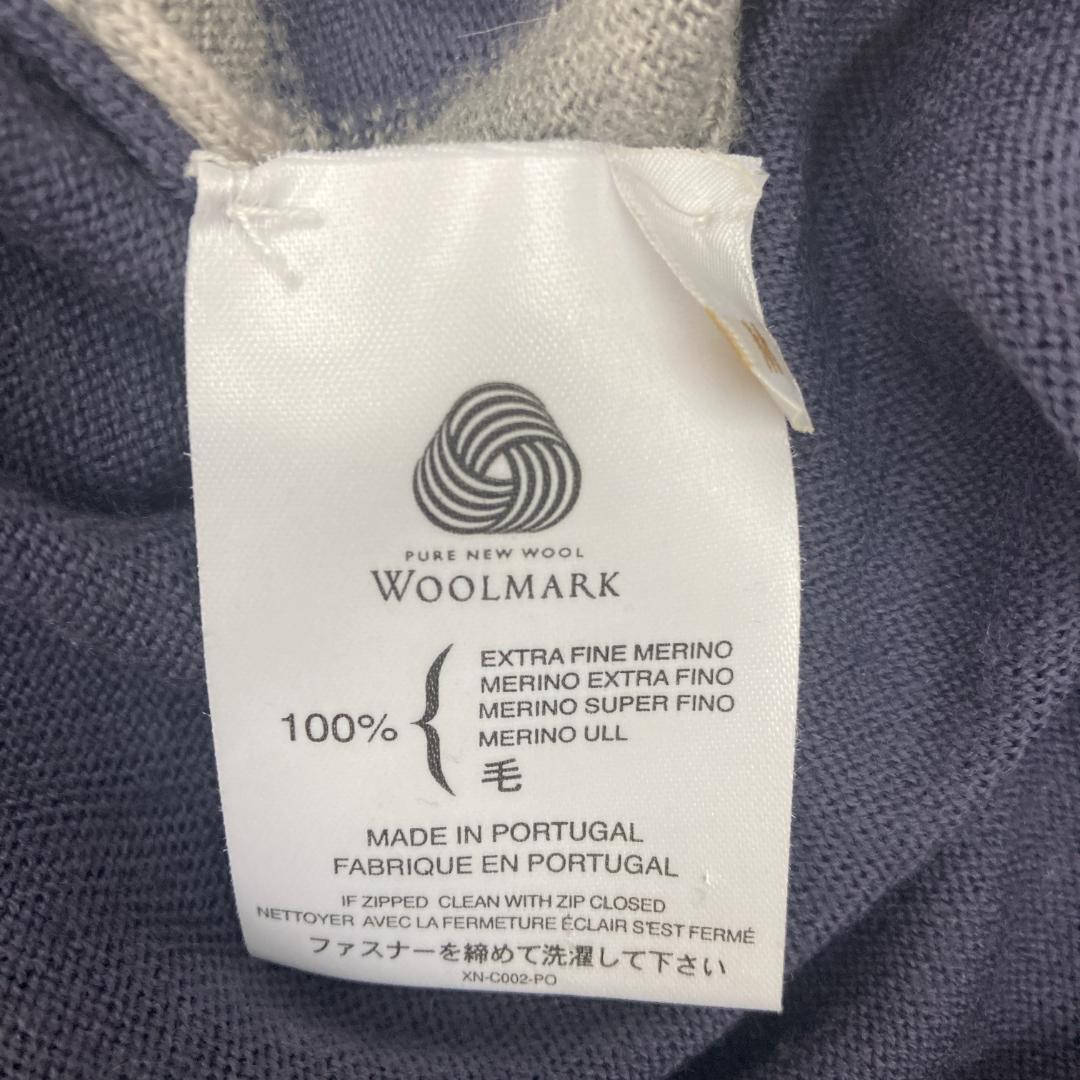 PURE NEW WOOL
WOOLMARK
100%
EXTRA FINE MERINO
MERINO EXTRA FINO
MERINO SUPER FINO
MERINO ULL
毛
MADE IN PORTUGAL
FABRIQUE EN PORTUGAL
IF ZIPPED CLEAN WITH ZIP CLOSED
NETTOYER AVEC LA FERMETURE ÉCLAIR S'EST FERMÉ
ファスナーを締めて洗濯して下さい
XN-C002-PO